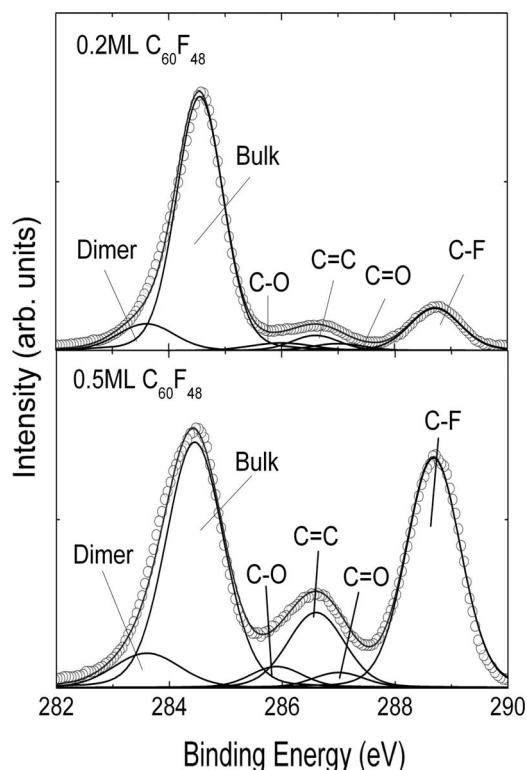 0.2ML C₆₀F₄₈
Bulk
Dimer
C-O
C=C
C=O
C-F
0.5ML C₆₀F₄₈
C-F
Bulk
C=C
Dimer
C-O
C=O
Intensity (arb. units)
282 284 286 288 290
Binding Energy (eV)